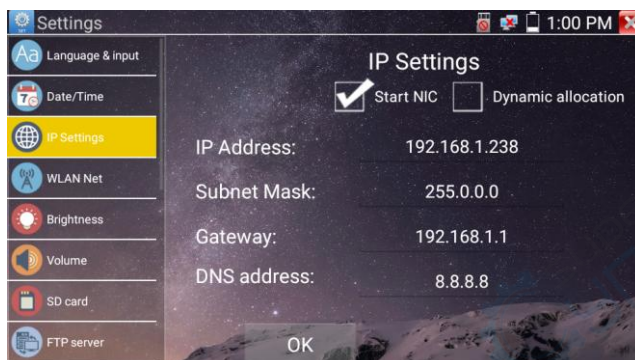 Settings
1:00 PM
Aa Language & input
7 Date/Time
IP Settings
WLAN Net
Brightness
Volume
SD card
FTP server
IP Settings
Start NIC Dynamic allocation
IP Address: 192.168.1.238
Subnet Mask: 255.0.0.0
Gateway: 192.168.1.1
DNS address: 8.8.8.8
OK